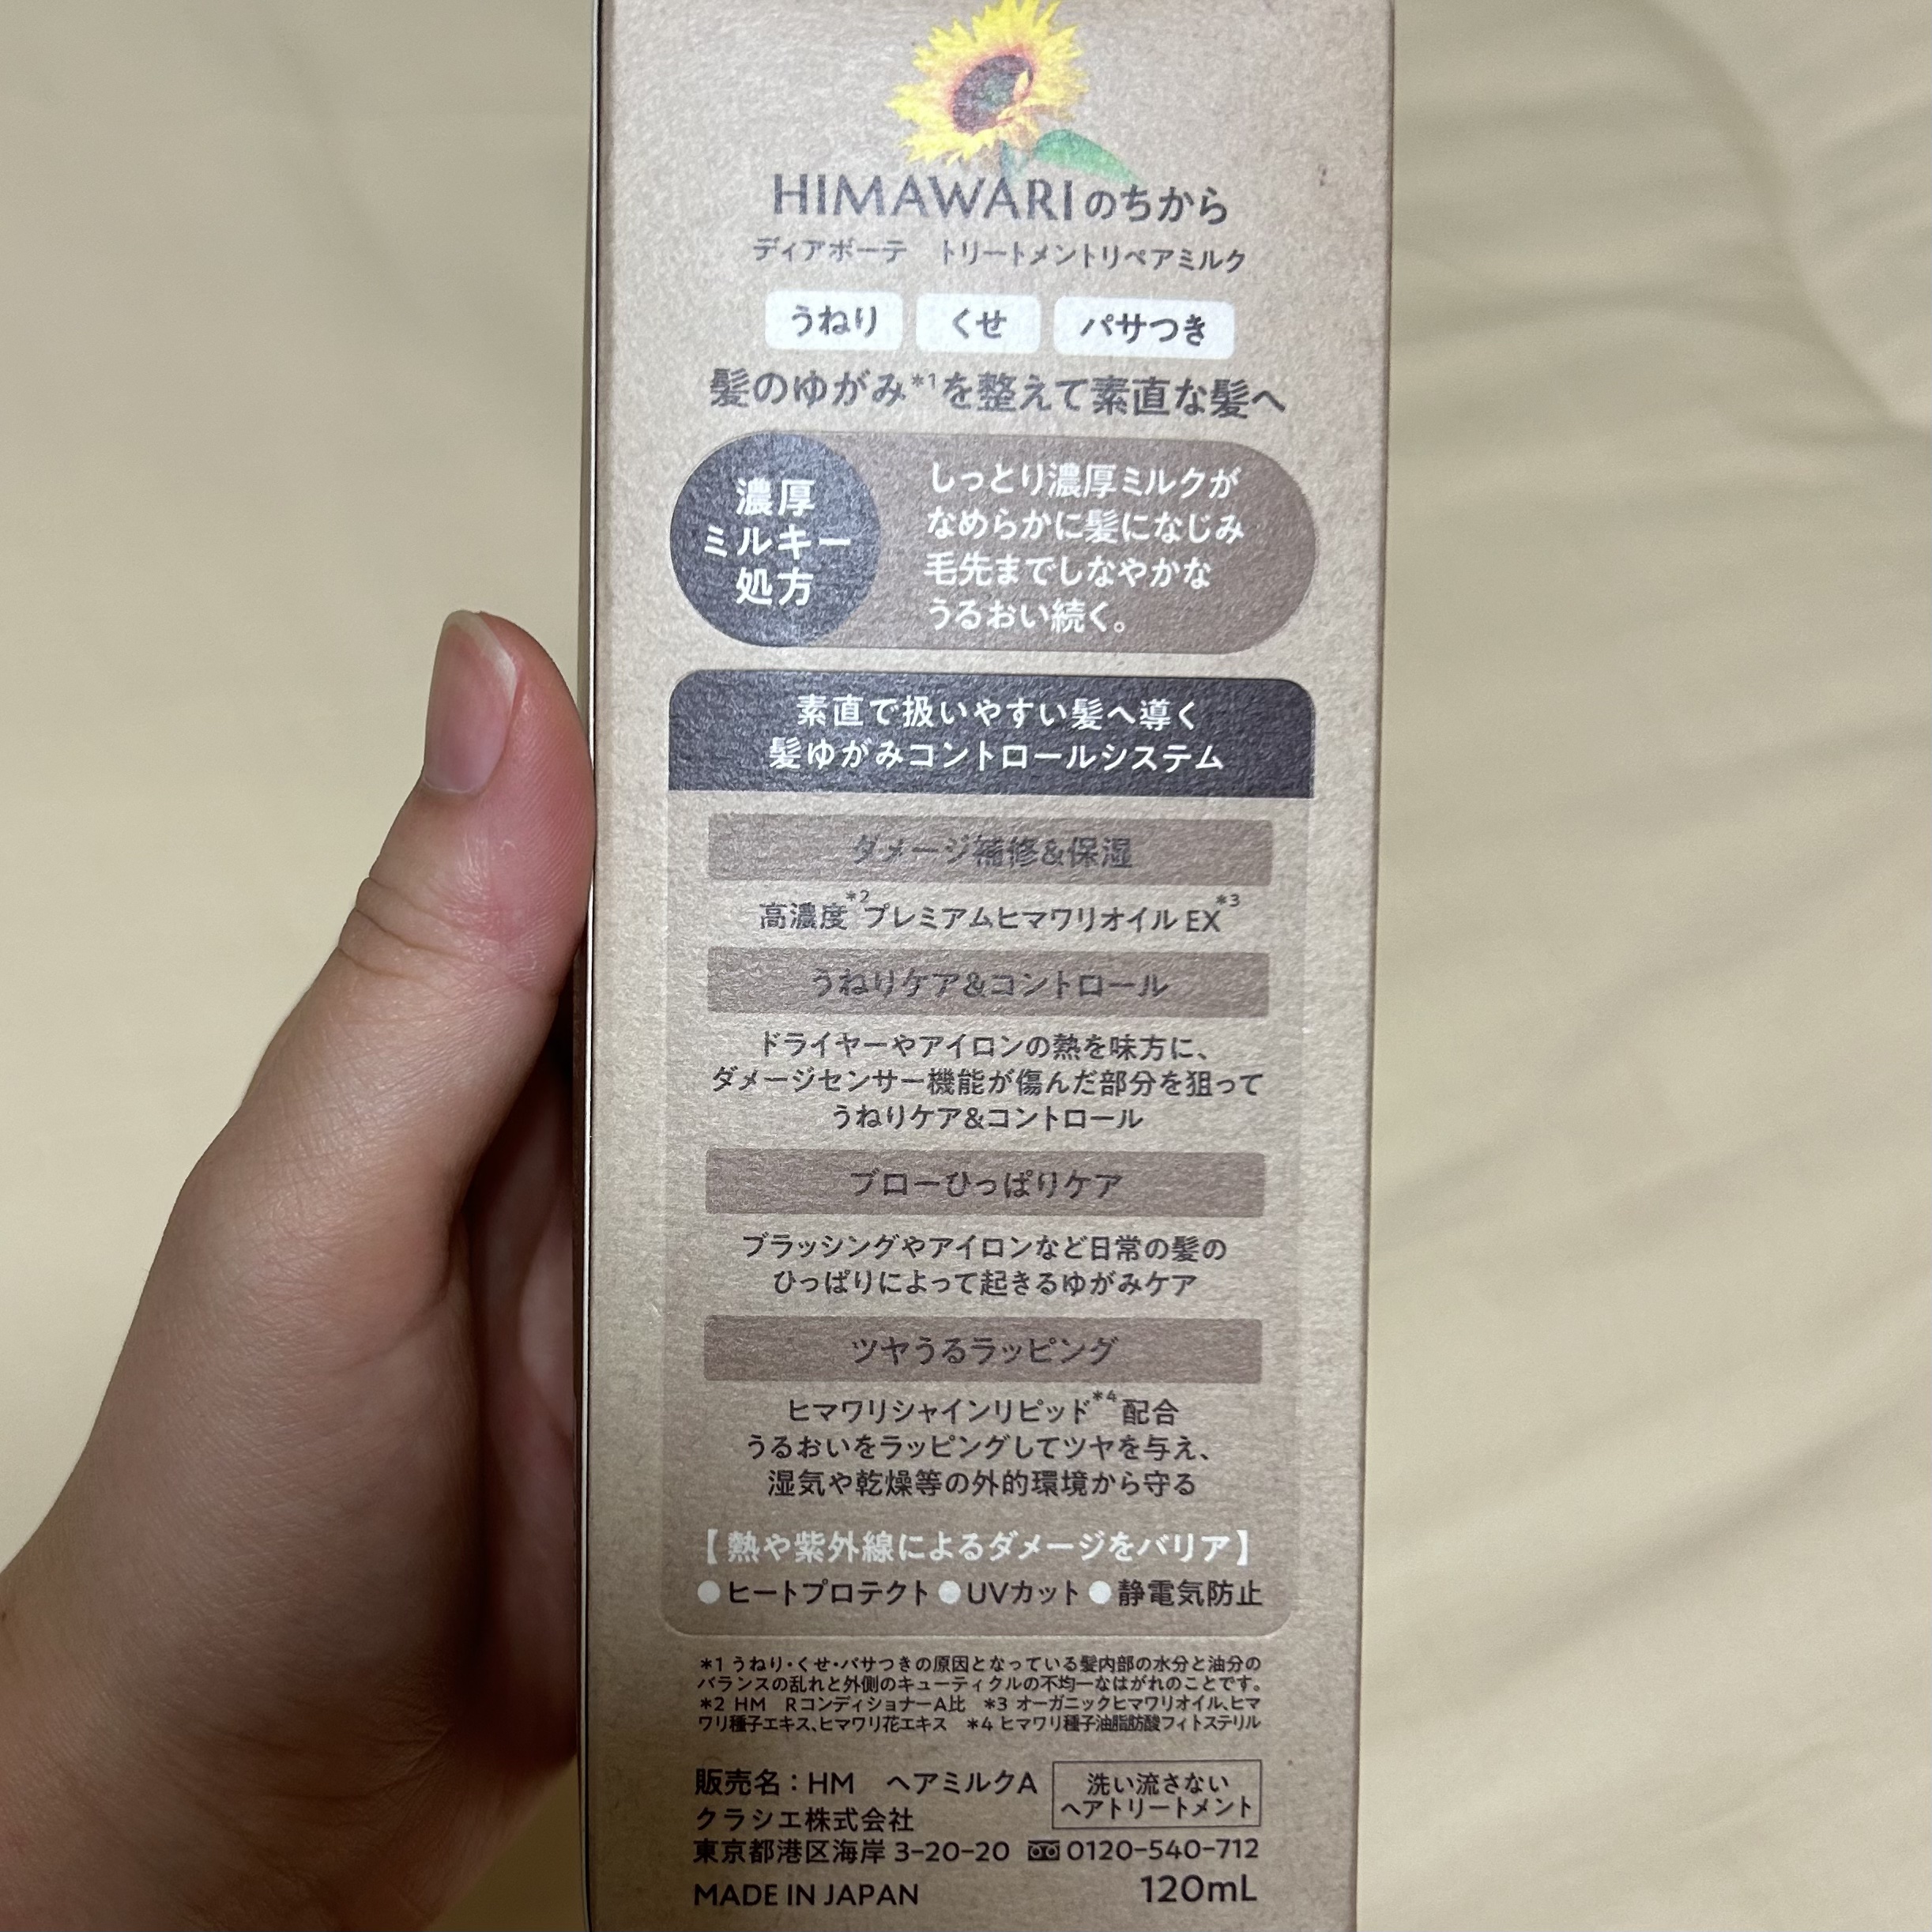 HIMAWARIのちから
ディアボーテ　トリートメントリペアミルク
うねり　くせ　パサつき
髪のゆがみ*1を整えて素直な髪へ
濃厚
ミルキー
処方
しっとり濃厚ミルクが
なめらかに髪になじみ
毛先までしなやかな
うるおい続く。
素直で扱いやすい髪へ導く
髪ゆがみコントロールシステム
ダメージ補修&保湿
高濃度*2プレミアムヒマワリオイルEX*3
うねりケア&コントロール
ドライヤーやアイロンの熱を味方に、
ダメージセンサー機能が傷んだ部分を狙って
うねりケア&コントロール
ブローひっぱりケア
ブラッシングやアイロンなど日常の髪の
ひっぱりによって起きるゆがみケア
ツヤうるラッピング
ヒマワリシャインリピッド*4配合
うるおいをラッピングしてツヤを与え、
湿気や乾燥等の外的環境から守る
【熱や紫外線によるダメージをバリア】
●ヒートプロテクト●UVカット●静電気防止
*1 うねり・くせ・パサつきの原因となっている髪内部の水分と油分の
バランスの乱れと外側のキューティクルの不均一なはがれのことです。
*2 HM　RコンディショナーA比　*3 オーガニックヒマワリオイル、ヒマ
ワリ種子エキス、ヒマワリ花エキス　*4 ヒマワリ種子油脂肪酸フィトステリル
販売名：HM　ヘアミルクA
クラシエ株式会社
洗い流さない
ヘアトリートメント
東京都港区海岸 3-20-20 0120-540-712
MADE IN JAPAN 120mL